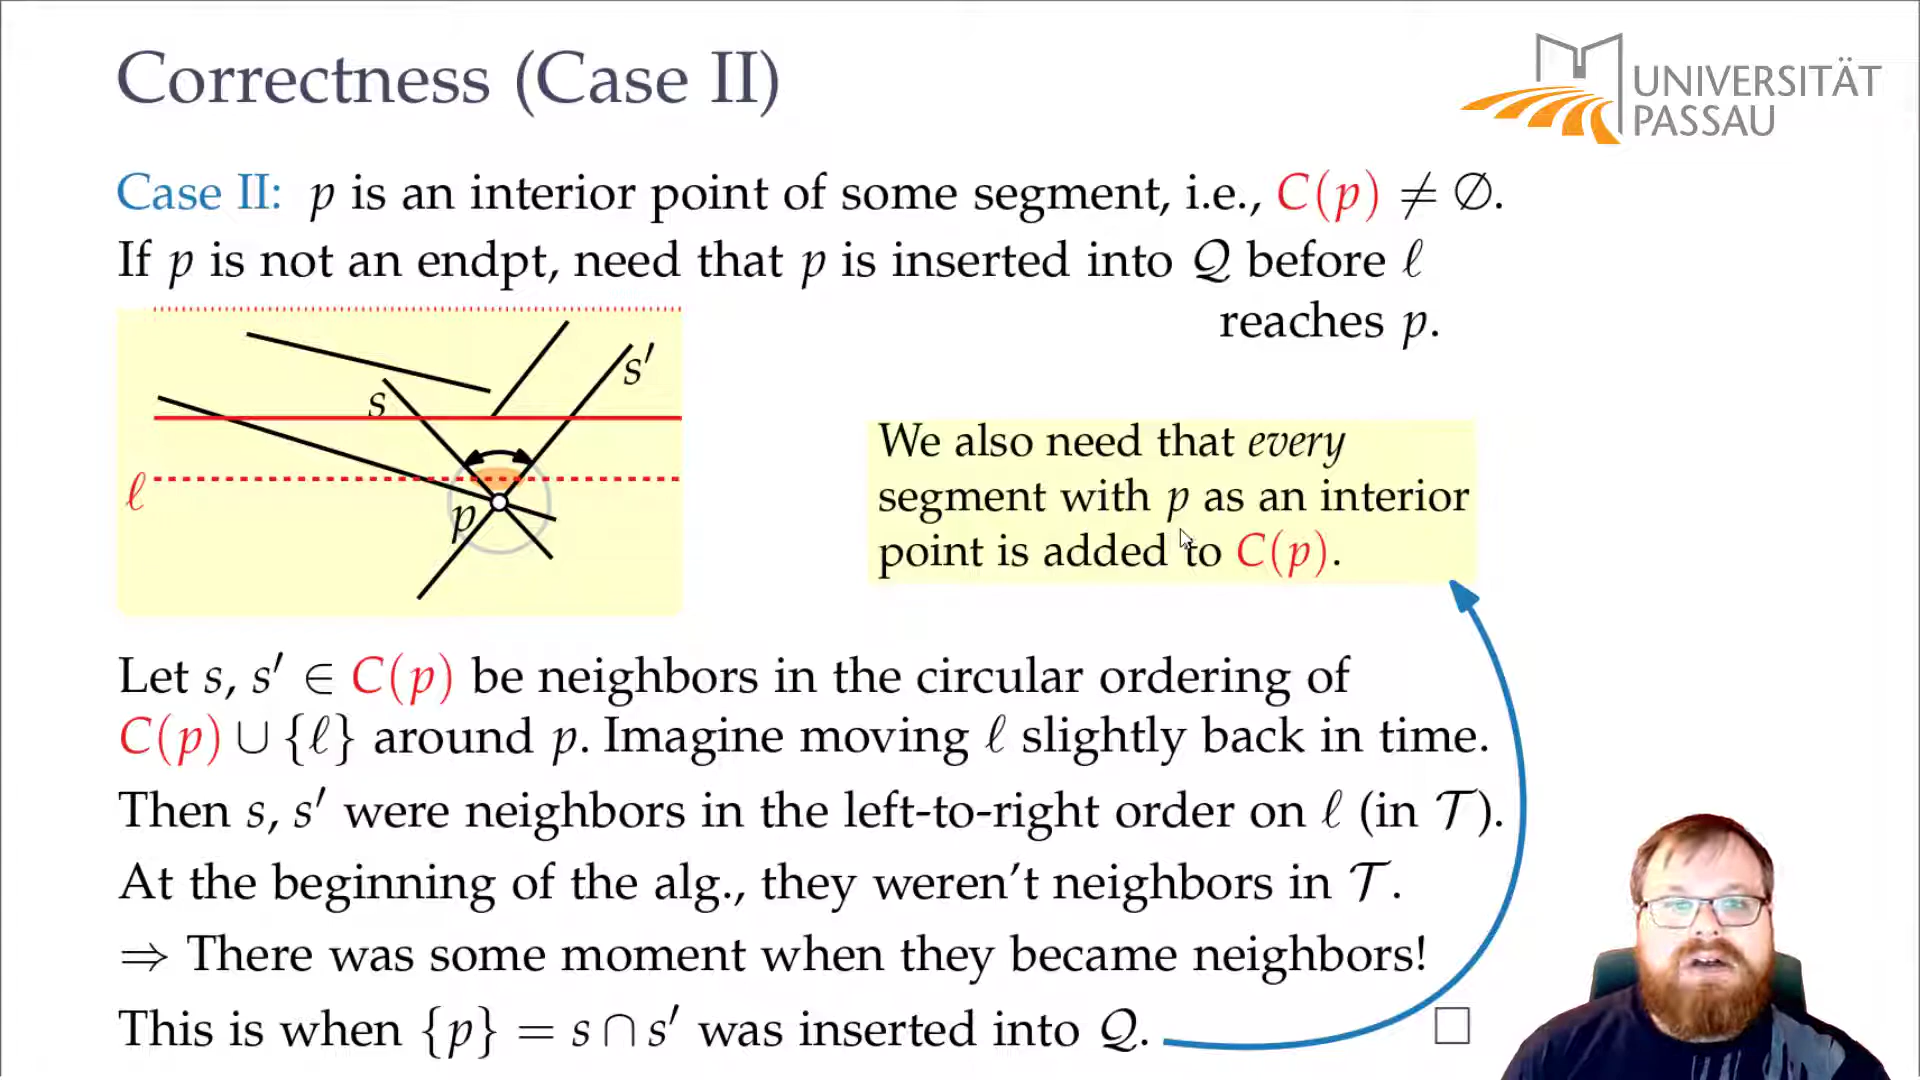 Correctness (Case II)
UNIVERSITÄT
PASSAU
Case II: p is an interior point of some segment, i.e., C(p) ≠ ∅.
If p is not an endpt, need that p is inserted into 𝒬 before ℓ
reaches p.
s
s′
ℓ
p
We also need that every
segment with p as an interior
point is added to C(p).
Let s, s′ ∈ C(p) be neighbors in the circular ordering of
C(p) ∪ {ℓ} around p. Imagine moving ℓ slightly back in time.
Then s, s′ were neighbors in the left-to-right order on ℓ (in 𝒯).
At the beginning of the alg., they weren't neighbors in 𝒯.
⇒ There was some moment when they became neighbors!
This is when {p} = s ∩ s′ was inserted into 𝒬. □